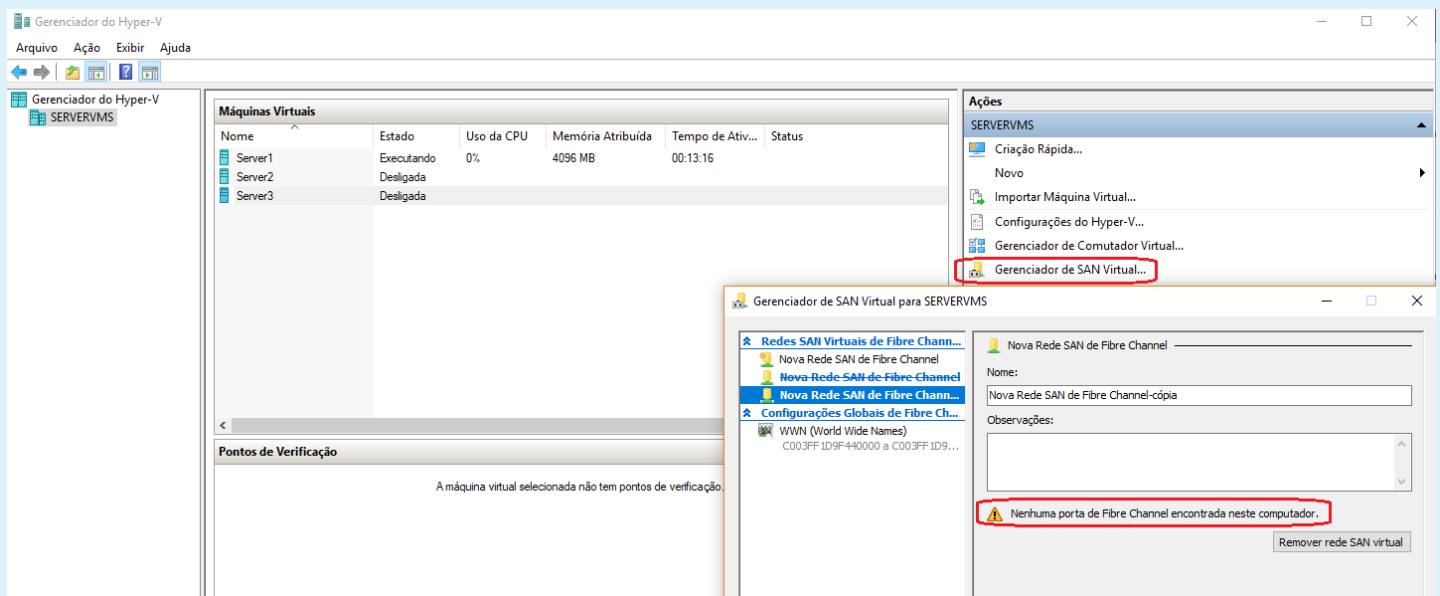 Gerenciador do Hyper-V
Arquivo Ação Exibir Ajuda
Gerenciador do Hyper-V
SERVERVMS
Máquinas Virtuais
Nome Estado Uso da CPU Memória Atribuída Tempo de Ativ... Status
Server1 Executando 0% 4096 MB 00:13:16
Server2 Desligada
Server3 Desligada
Pontos de Verificação
A máquina virtual selecionada não tem pontos de verificação.
Ações
SERVERVMS
Criação Rápida...
Novo
Importar Máquina Virtual...
Configurações do Hyper-V...
Gerenciador de Comutador Virtual...
Gerenciador de SAN Virtual...
Gerenciador de SAN Virtual para SERVERVMS
Redes SAN Virtuais de Fibre Chann...
Nova Rede SAN de Fibre Channel
Nova Rede SAN de Fibre Channel
Nova Rede SAN de Fibre Chann...
Configurações Globais de Fibre Ch...
WWN (World Wide Names)
C003FF1D9F440000 a C003FF1D9...
Nova Rede SAN de Fibre Channel
Nome:
Nova Rede SAN de Fibre Channel-cópia
Observações:
Nenhuma porta de Fibre Channel encontrada neste computador.
Remover rede SAN virtual